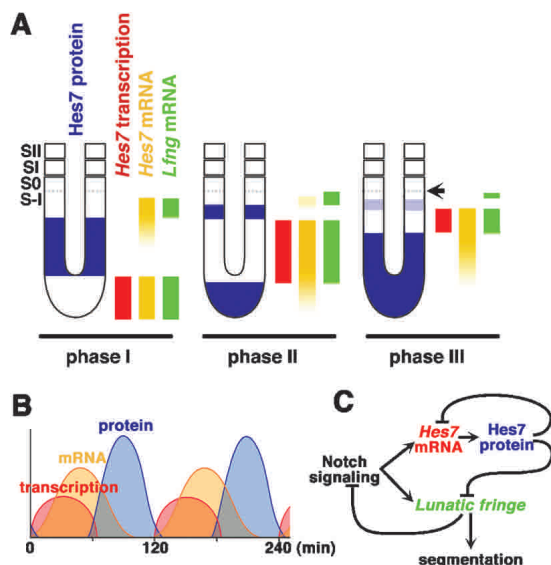 A
Hes7 protein
Hes7 transcription
Hes7 mRNA
Lfng mRNA
SII
SI
S0
S-I
phase I
phase II
phase III
B
protein
mRNA
transcription
0
120
240 (min)
C
Hes7
mRNA
Hes7
protein
Notch
signaling
Lunatic fringe
segmentation